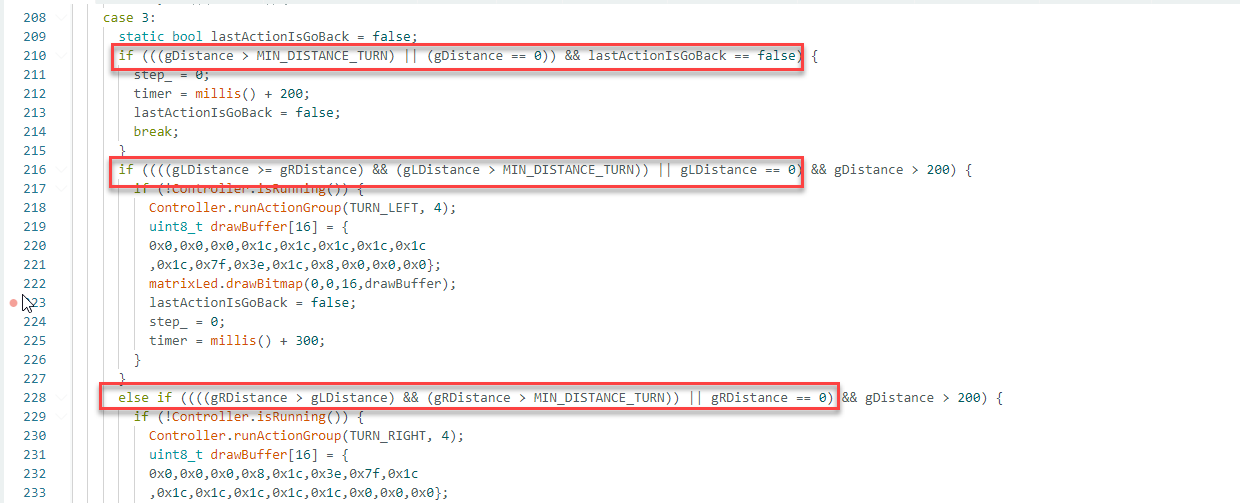 208 case 3:
209 static bool lastActionIsGoBack = false;
210 if (((gDistance > MIN_DISTANCE_TURN) || (gDistance == 0)) && lastActionIsGoBack == false) {
211 step_ = 0;
212 timer = millis() + 200;
213 lastActionIsGoBack = false;
214 break;
215 }
216 if ((((gLDistance >= gRDistance) && (gLDistance > MIN_DISTANCE_TURN)) || gLDistance == 0) && gDistance > 200) {
217 if (!Controller.isRunning()) {
218 Controller.runActionGroup(TURN_LEFT, 4);
219 uint8_t drawBuffer[16] = {
220 0x0,0x0,0x0,0x1c,0x1c,0x1c,0x1c,0x1c
221 ,0x1c,0x7f,0x3e,0x1c,0x8,0x0,0x0,0x0};
222 matrixLed.drawBitmap(0,0,16,drawBuffer);
223 lastActionIsGoBack = false;
224 step_ = 0;
225 timer = millis() + 300;
226 }
227 }
228 else if ((((gRDistance > gLDistance) && (gRDistance > MIN_DISTANCE_TURN)) || gRDistance == 0) && gDistance > 200) {
229 if (!Controller.isRunning()) {
230 Controller.runActionGroup(TURN_RIGHT, 4);
231 uint8_t drawBuffer[16] = {
232 0x0,0x0,0x0,0x8,0x1c,0x3e,0x7f,0x1c
233 ,0x1c,0x1c,0x1c,0x1c,0x1c,0x0,0x0,0x0};